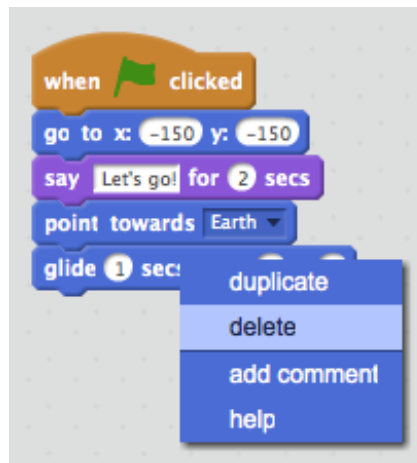 when clicked
go to x: -150 y: -150
say Let's go! for 2 secs
point towards Earth
glide 1 secs
duplicate
delete
add comment
help